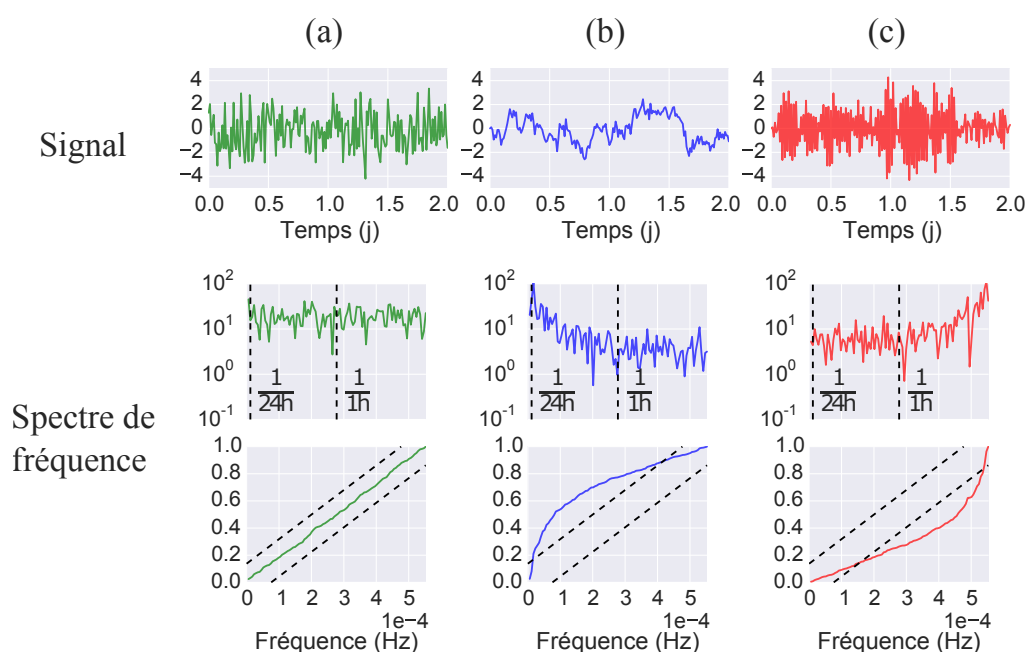 (a) (b) (c)
Signal
4 2 0 −2 −4
0.0 0.5 1.0 1.5 2.0
Temps (j)
0.0 0.5 1.0 1.5 2.0
Temps (j)
0.0 0.5 1.0 1.5 2.0
Temps (j)
4 2 0 −2 −4
Spectre de
fréquence
10² 10¹ 10⁰ 10⁻¹
1/24h 1/1h
10² 10¹ 10⁰ 10⁻¹
1/24h 1/1h
10² 10¹ 10⁰ 10⁻¹
1/24h 1/1h
1.0 0.8 0.6 0.4 0.2 0.0
0 1 2 3 4 5
1e−4
Fréquence (Hz)
1.0 0.8 0.6 0.4 0.2 0.0
0 1 2 3 4 5
1e−4
Fréquence (Hz)
1.0 0.8 0.6 0.4 0.2 0.0
0 1 2 3 4 5
1e−4
Fréquence (Hz)